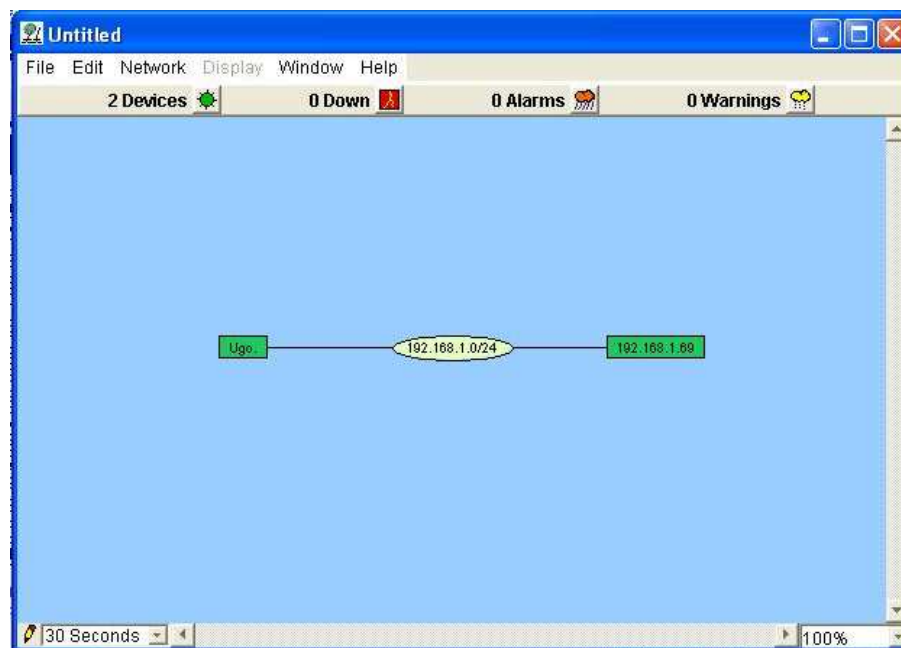 Untitled
File Edit Network Display Window Help
2 Devices 0 Down 0 Alarms 0 Warnings
Ugo. 192.168.1.0/24 192.168.1.69
30 Seconds 100%